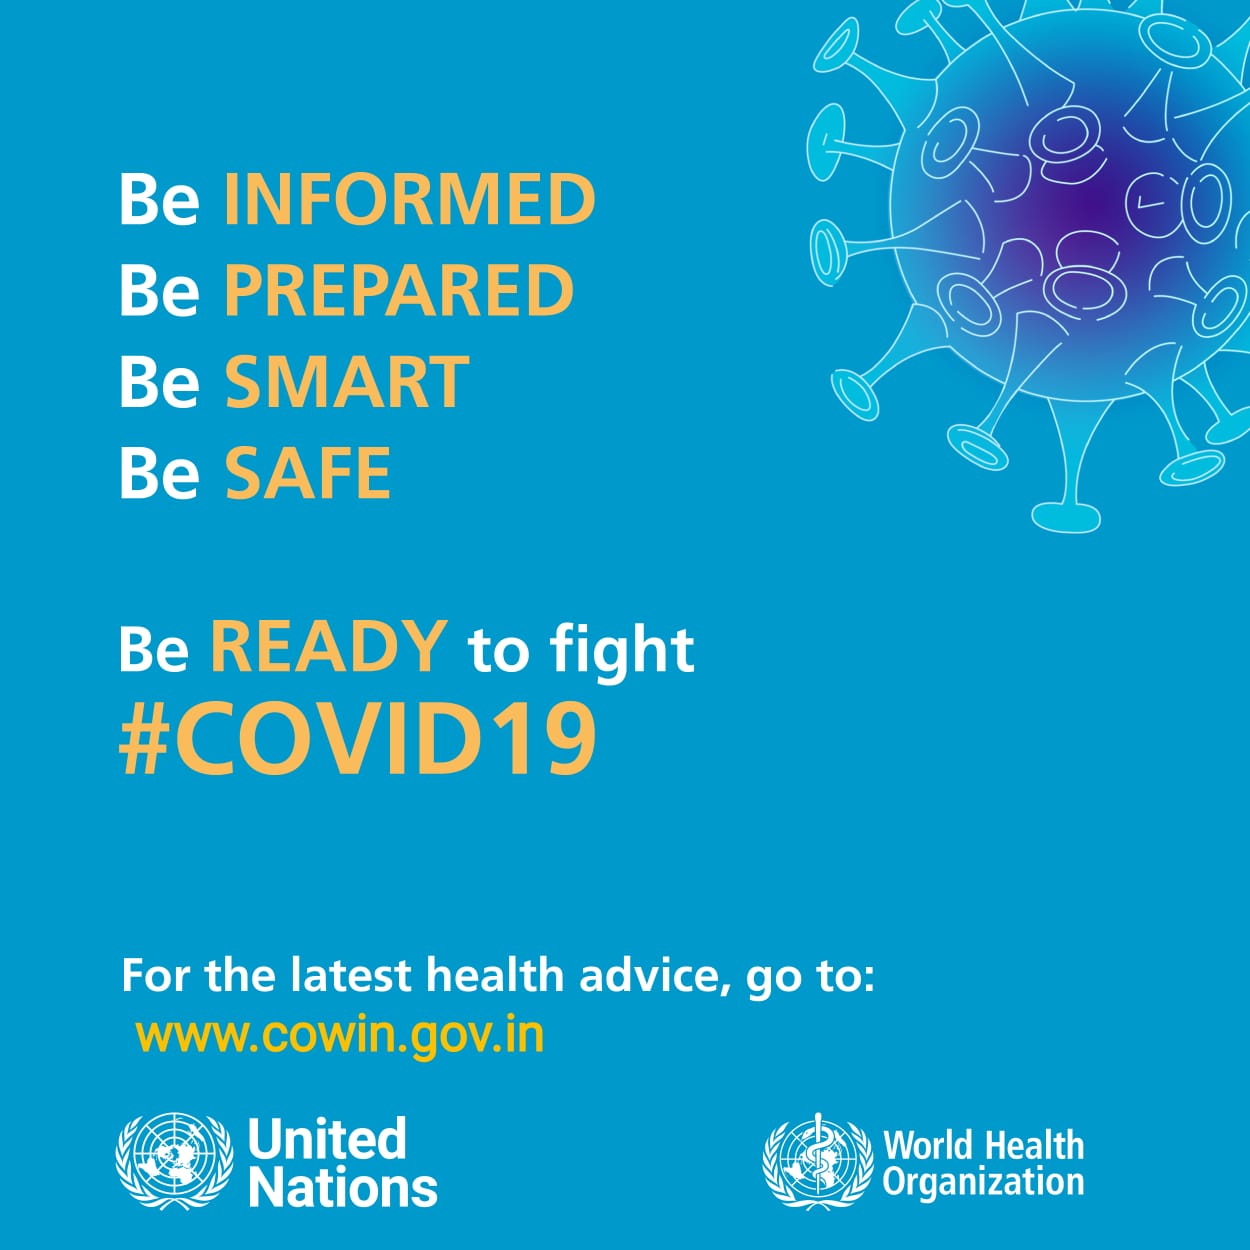 Be INFORMED
Be PREPARED
Be SMART
Be SAFE
Be READY to fight
#COVID19
For the latest health advice, go to:
www.cowin.gov.in
United
Nations
World Health
Organization